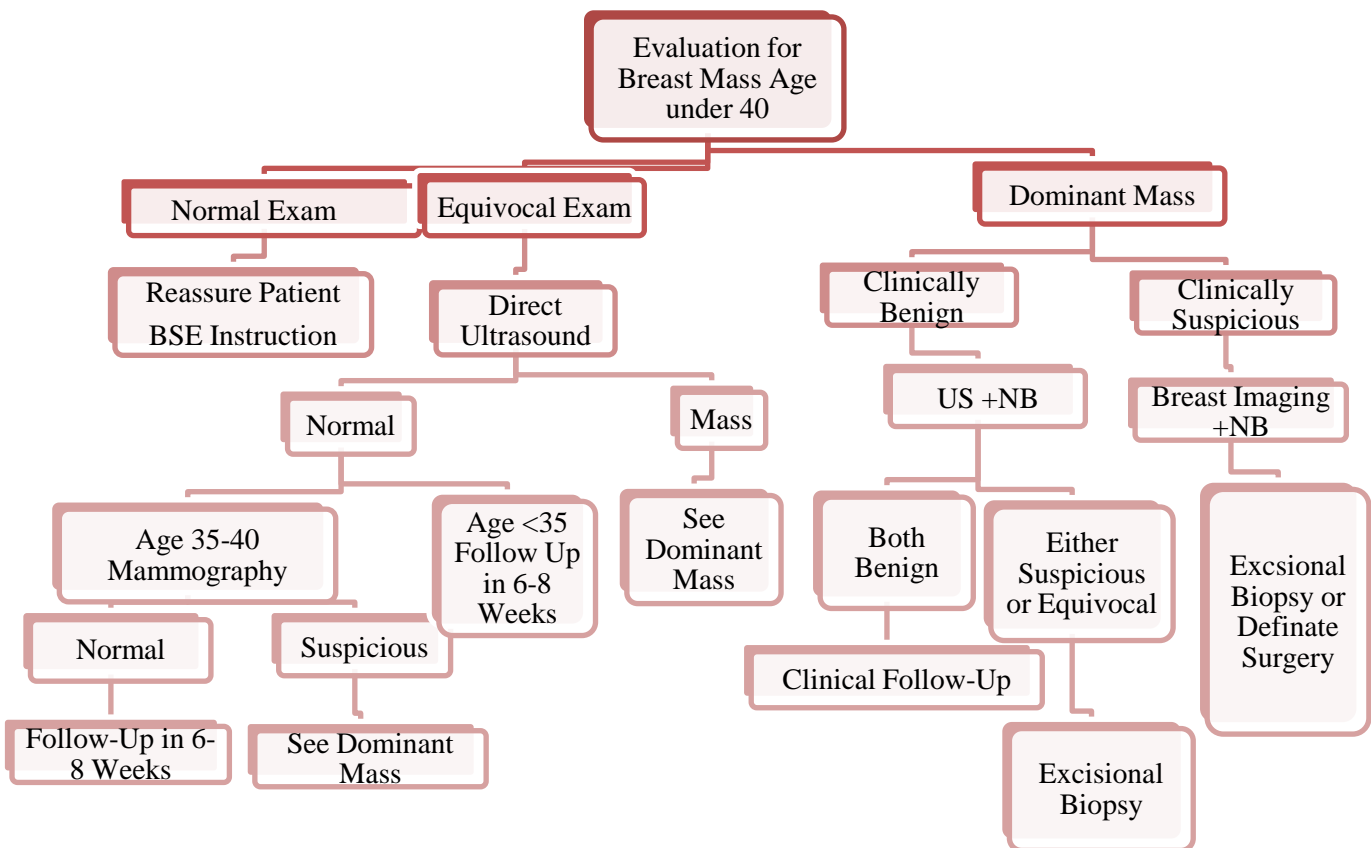 Evaluation for
Breast Mass Age
under 40
Normal Exam
Equivocal Exam
Dominant Mass
Reassure Patient
BSE Instruction
Direct
Ultrasound
Clinically
Benign
Clinically
Suspicious
Normal
Mass
US +NB
Breast Imaging
+NB
Age 35-40
Mammography
Age <35
Follow Up
in 6-8
Weeks
See
Dominant
Mass
Both
Benign
Either
Suspicious
or Equivocal
Excsional
Biopsy or
Definate
Surgery
Normal
Suspicious
Clinical Follow-Up
Follow-Up in 6-
8 Weeks
See Dominant
Mass
Excisional
Biopsy